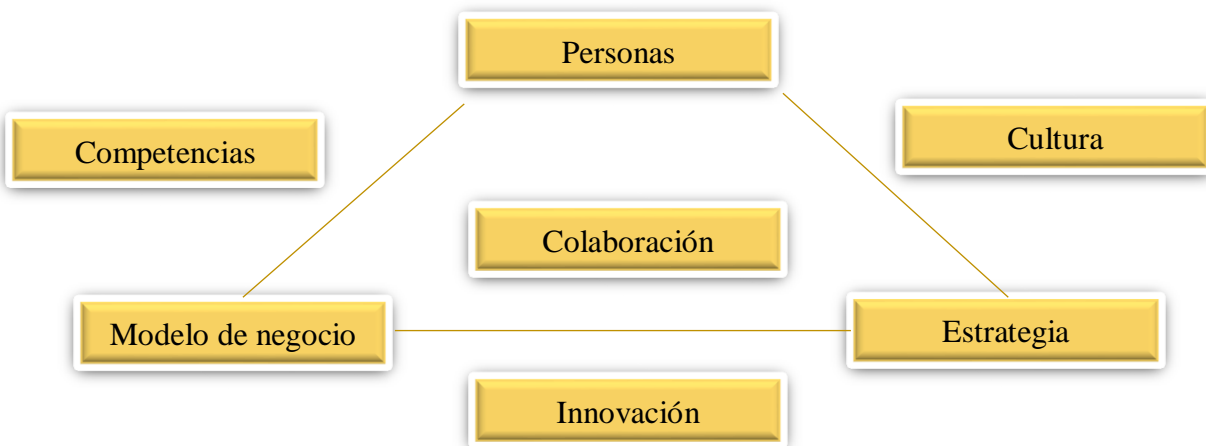 Personas
Competencias
Cultura
Colaboración
Modelo de negocio
Estrategia
Innovación